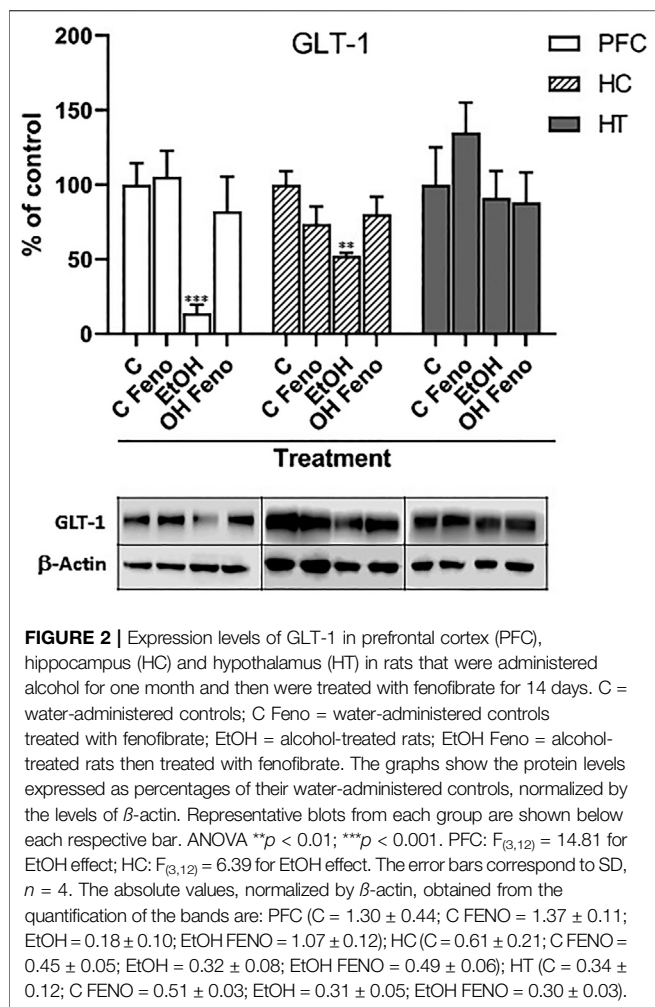 GLT-1
PFC
HC
HT
% of control
200
150
100
50
0
***
**
C
C Feno
EtOH
OH Feno
C
C Feno
EtOH
OH Feno
C
C Feno
EtOH
OH Feno
Treatment
GLT-1
β-Actin
FIGURE 2 | Expression levels of GLT-1 in prefrontal cortex (PFC),
hippocampus (HC) and hypothalamus (HT) in rats that were administered
alcohol for one month and then were treated with fenofibrate for 14 days. C =
water-administered controls; C Feno = water-administered controls
treated with fenofibrate; EtOH = alcohol-treated rats; EtOH Feno = alcohol-
treated rats then treated with fenofibrate. The graphs show the protein levels
expressed as percentages of their water-administered controls, normalized by
the levels of ß-actin. Representative blots from each group are shown below
each respective bar. ANOVA **p < 0.01; ***p < 0.001. PFC: F(3,12) = 14.81 for
EtOH effect; HC: F(3,12) = 6.39 for EtOH effect. The error bars correspond to SD,
n = 4. The absolute values, normalized by ß-actin, obtained from the
quantification of the bands are: PFC (C = 1.30 ± 0.44; C FENO = 1.37 ± 0.11;
EtOH = 0.18 ± 0.10; EtOH FENO = 1.07 ± 0.12); HC (C = 0.61 ± 0.21; C FENO =
0.45 ± 0.05; EtOH = 0.32 ± 0.08; EtOH FENO = 0.49 ± 0.06); HT (C = 0.34 ±
0.12; C FENO = 0.51 ± 0.03; EtOH = 0.31 ± 0.05; EtOH FENO = 0.30 ± 0.03).